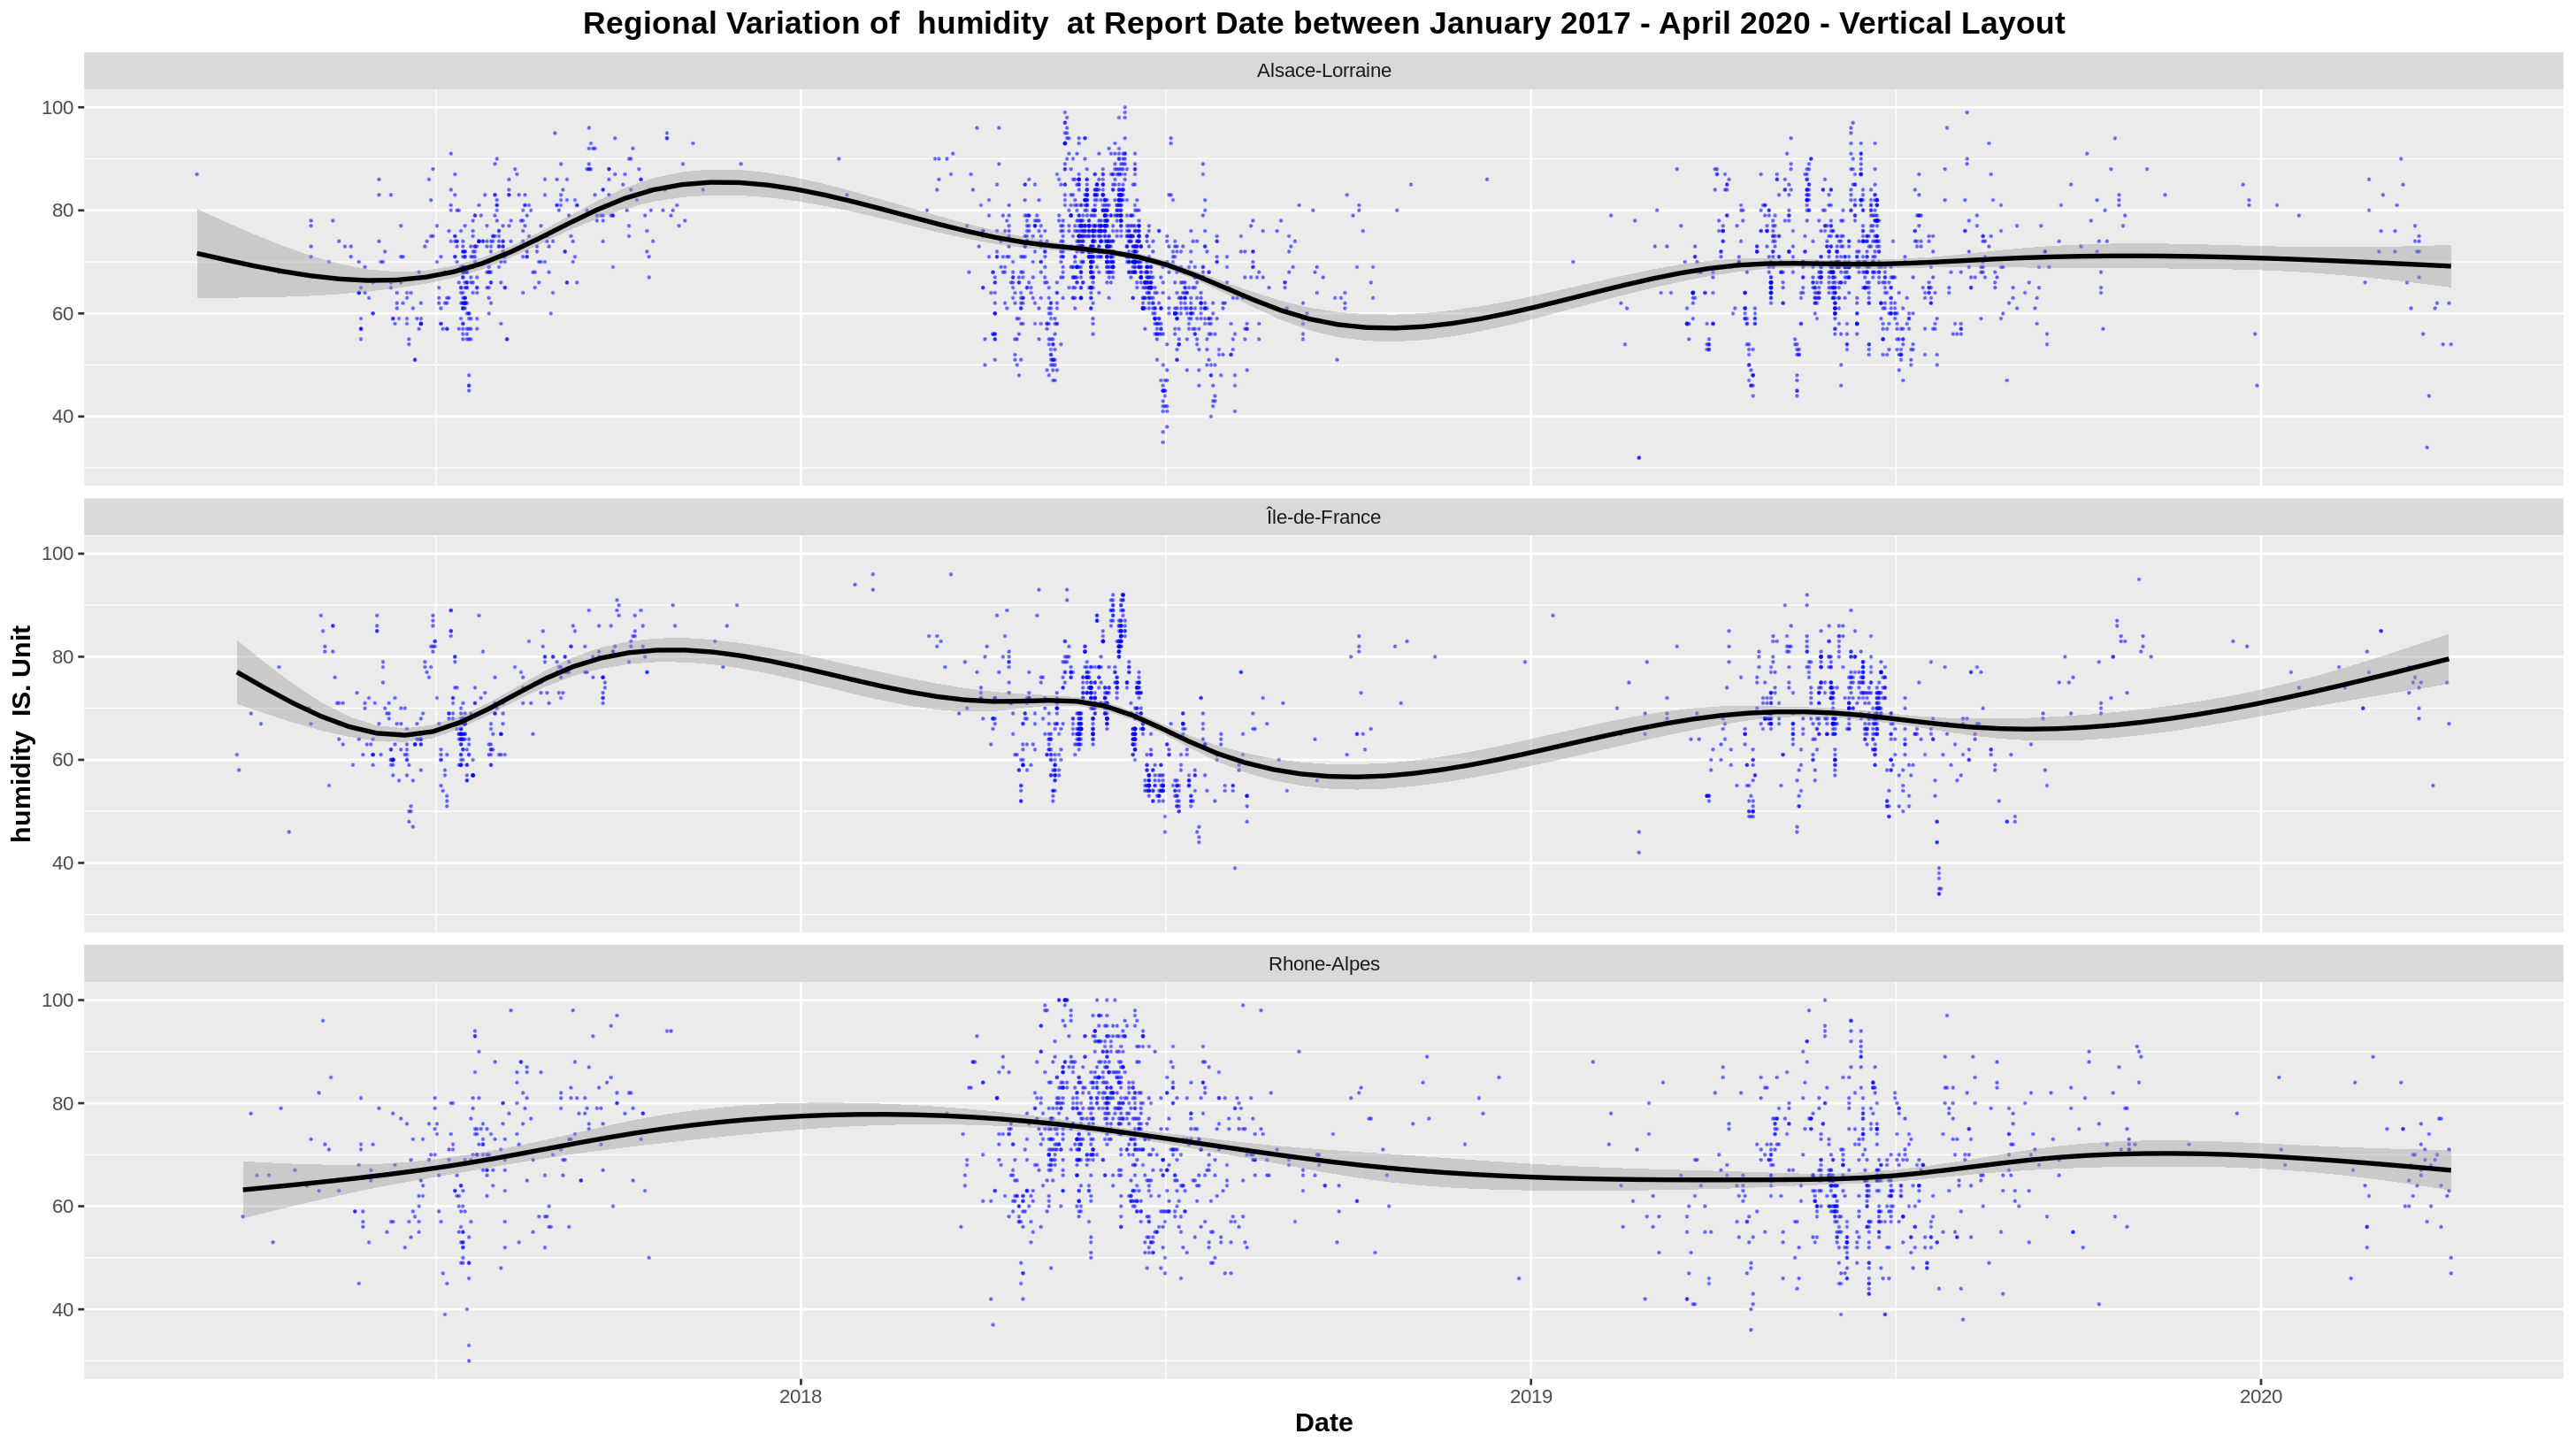 Regional Variation of  humidity  at Report Date between January 2017 - April 2020 - Vertical Layout
Alsace-Lorraine
100
80
60
40
Île-de-France
100
80
60
40
humidity  IS. Unit
Rhone-Alpes
100
80
60
40
2018 2019 2020
Date